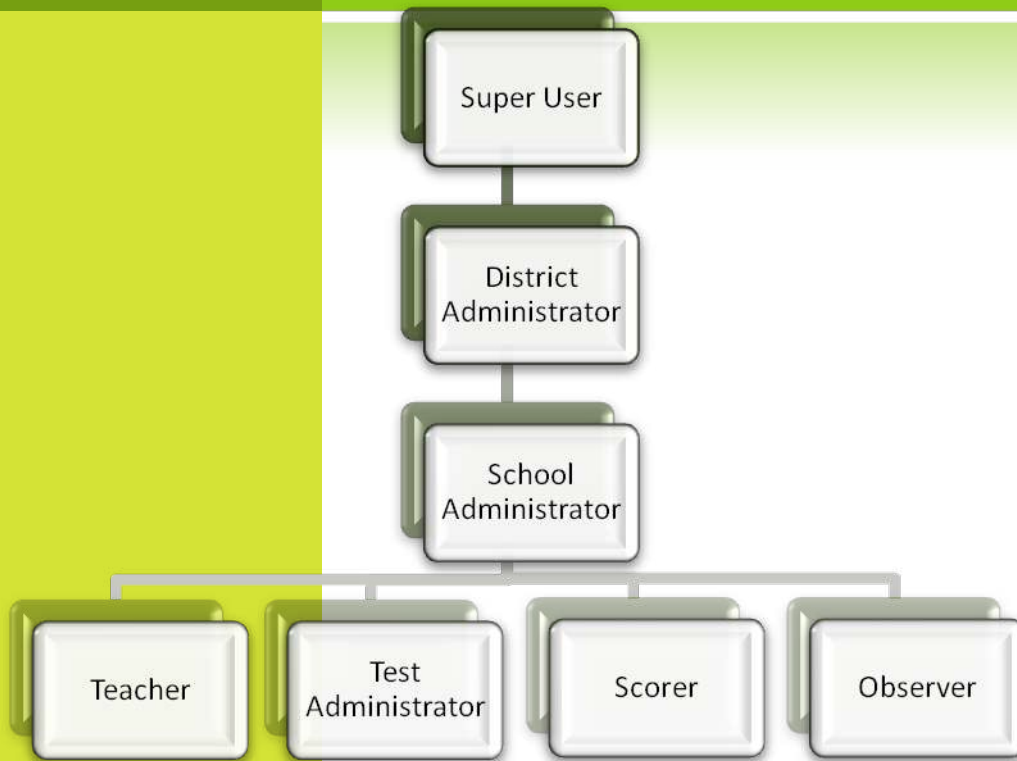 Super User
District
Administrator
School
Administrator
Teacher
Test
Administrator
Scorer
Observer